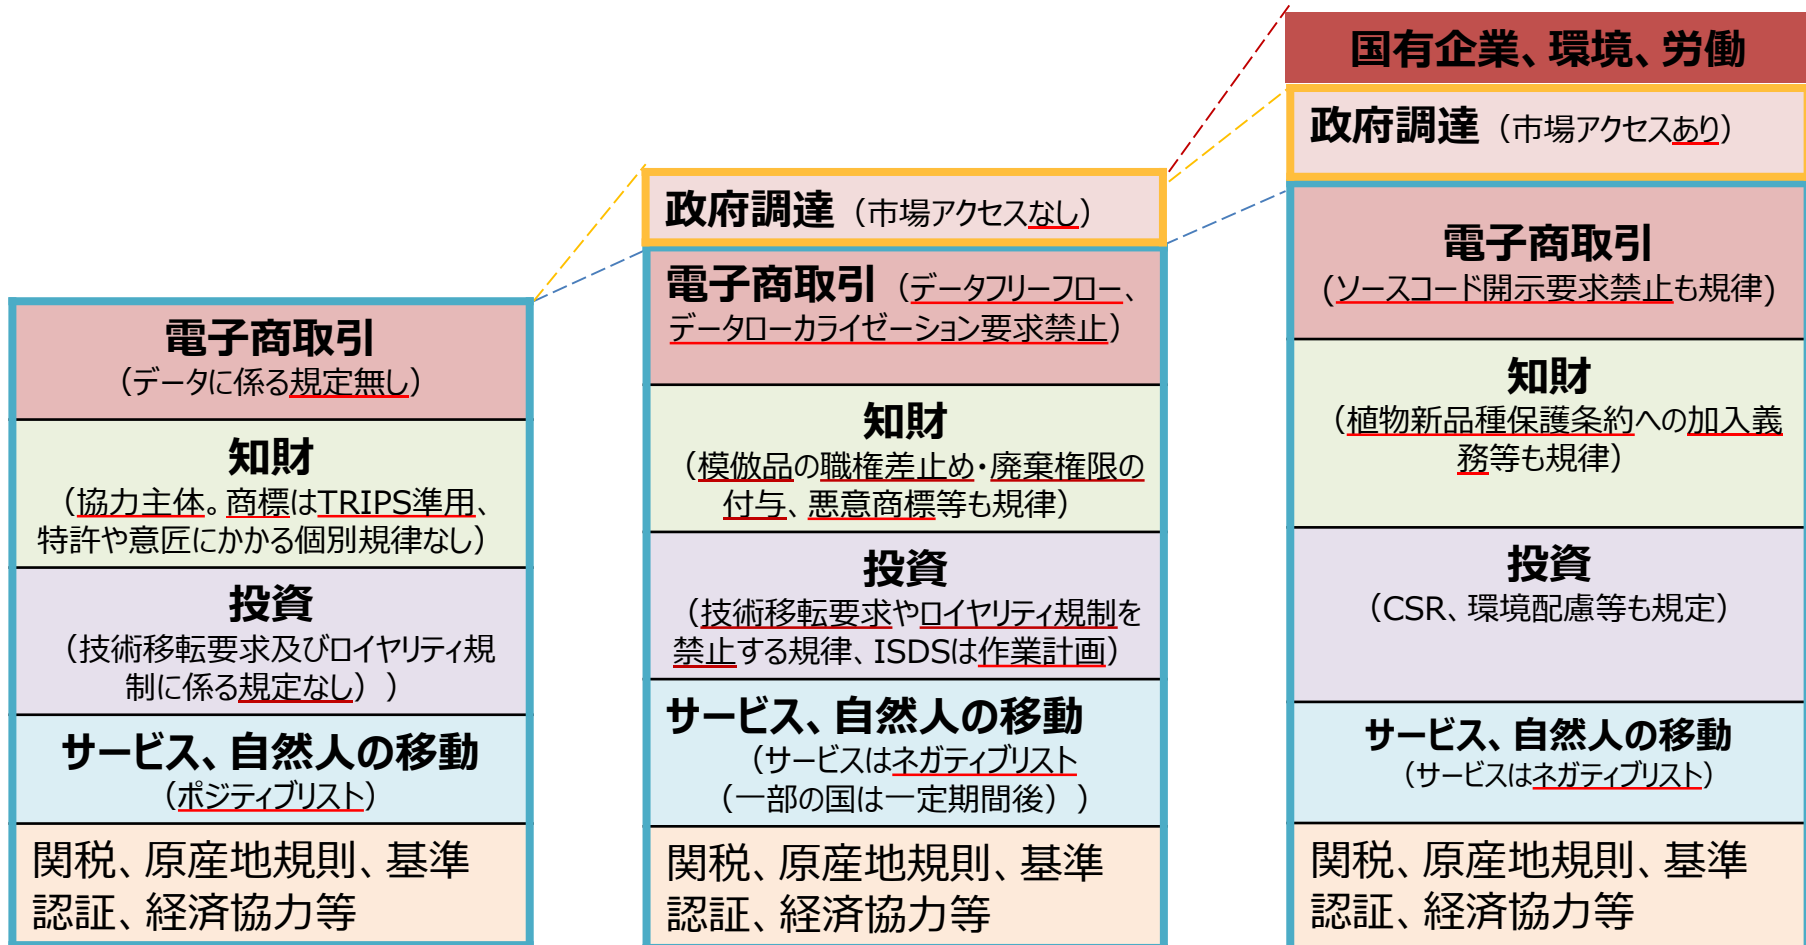 電子商取引
（データに係る規定無し）
知財
（協力主体。商標はTRIPS準用、
特許や意匠にかかる個別規律なし）
投資
（技術移転要求及びロイヤリティ規
制に係る規定なし））
サービス、自然人の移動
（ポジティブリスト）
関税、原産地規則、基準
認証、経済協力等
政府調達（市場アクセスなし）
電子商取引（データフリーフロー、
データローカライゼーション要求禁止）
知財
（模倣品の職権差止め・廃棄権限の
付与、悪意商標等も規律）
投資
（技術移転要求やロイヤリティ規制を
禁止する規律、ISDSは作業計画）
サービス、自然人の移動
（サービスはネガティブリスト
（一部の国は一定期間後））
関税、原産地規則、基準
認証、経済協力等
国有企業、環境、労働
政府調達（市場アクセスあり）
電子商取引
(ソースコード開示要求禁止も規律)
知財
（植物新品種保護条約への加入義
務等も規律）
投資
（CSR、環境配慮等も規定）
サービス、自然人の移動
（サービスはネガティブリスト）
関税、原産地規則、基準
認証、経済協力等